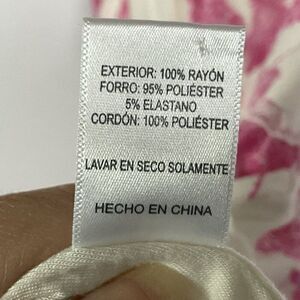 EXTERIOR: 100% RAYÓN
FORRO: 95% POLIÉSTER
5% ELASTANO
CORDÓN: 100% POLIÉSTER
LAVAR EN SECO SOLAMENTE
HECHO EN CHINA